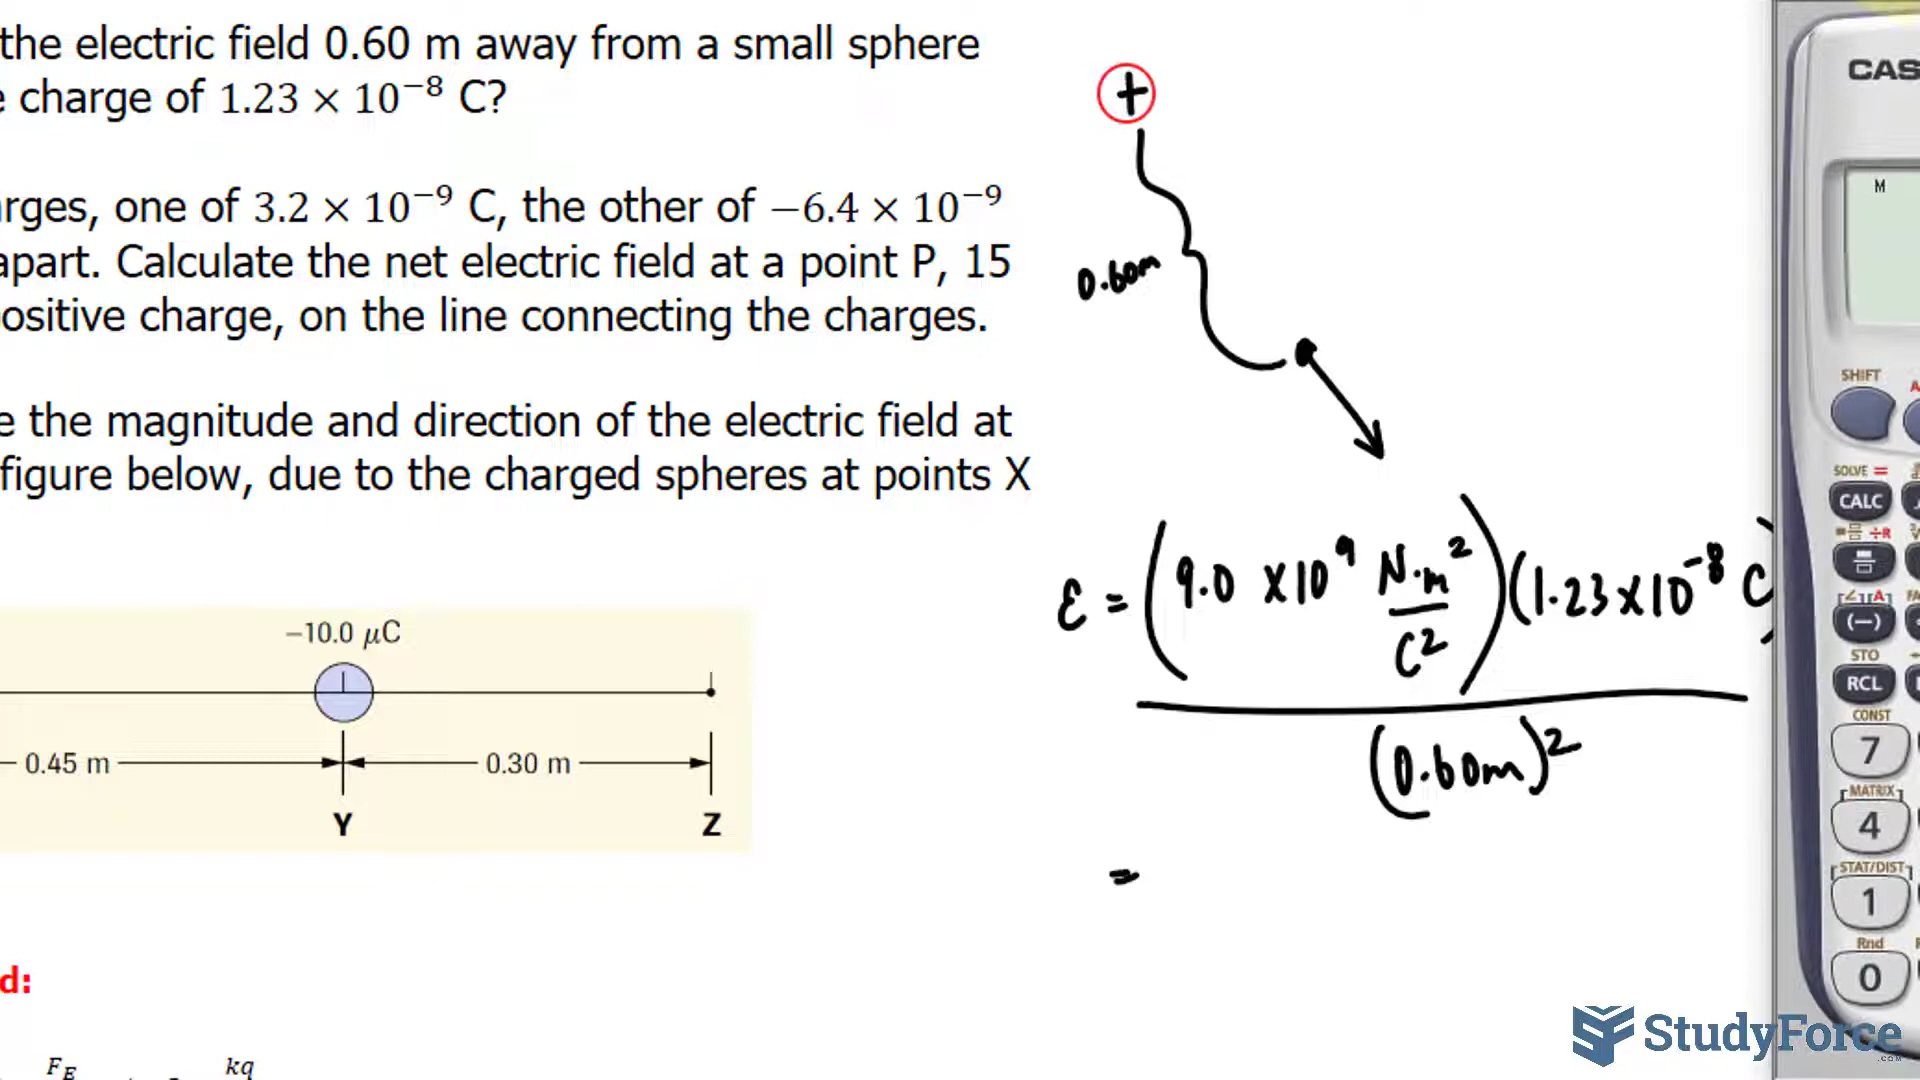 the electric field 0.60 m away from a small sphere
charge of 1.23 × 10⁻⁸ C?
rges, one of 3.2 × 10⁻⁹ C, the other of −6.4 × 10⁻⁹
apart. Calculate the net electric field at a point P, 15
ositive charge, on the line connecting the charges.
e the magnitude and direction of the electric field at
figure below, due to the charged spheres at points X
−10.0 μC
0.45 m
0.30 m
Y
Z
d:
F_E
kq
+
0.60m
ε = (9.0 ×10⁹ N·m²/C²)(1.23×10⁻⁸ C)
(0.60m)²
=
CAS
M
SHIFT
SOLVE =
CALC
÷R
(−)
STO
RCL
CONST
7
MATRIX
4
STAT/DIST
1
Rnd
0
StudyForce
.com